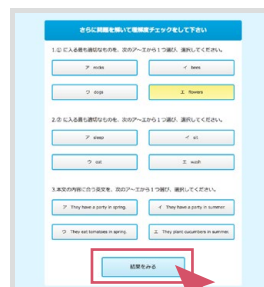 さらに問題を解いて理解度チェックをして下さい
1.① に入る最も適切なものを、次のア〜エから1つ選び、選択してください。
ア rocks
イ trees
ウ dogs
エ flowers
2.② に入る最も適切なものを、次のア〜エから1つ選び、選択してください。
ア sleep
イ sit
ウ eat
エ wash
3.本文の内容に合う英文を、次のア〜エから1つ選び、選択してください。
ア They have a party in spring.
イ They have a party in summer.
ウ They eat tomatoes in spring.
エ They plant cucumbers in summer.
結果をみる